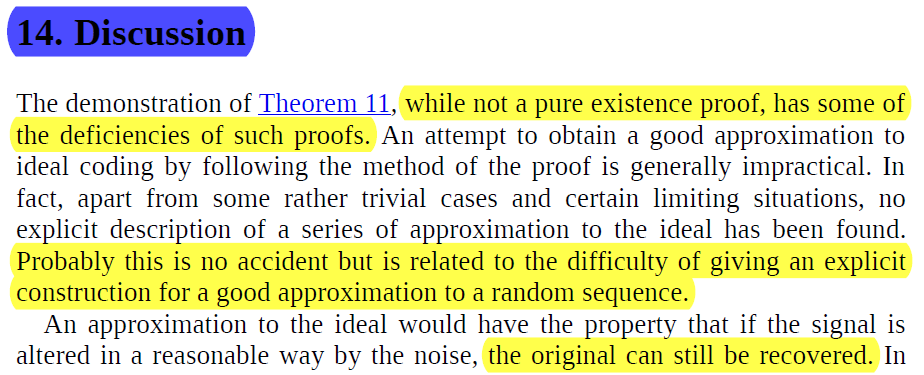 14. Discussion
The demonstration of Theorem 11, while not a pure existence proof, has some of
the deficiencies of such proofs. An attempt to obtain a good approximation to
ideal coding by following the method of the proof is generally impractical. In
fact, apart from some rather trivial cases and certain limiting situations, no
explicit description of a series of approximation to the ideal has been found.
Probably this is no accident but is related to the difficulty of giving an explicit
construction for a good approximation to a random sequence.
An approximation to the ideal would have the property that if the signal is
altered in a reasonable way by the noise, the original can still be recovered. In